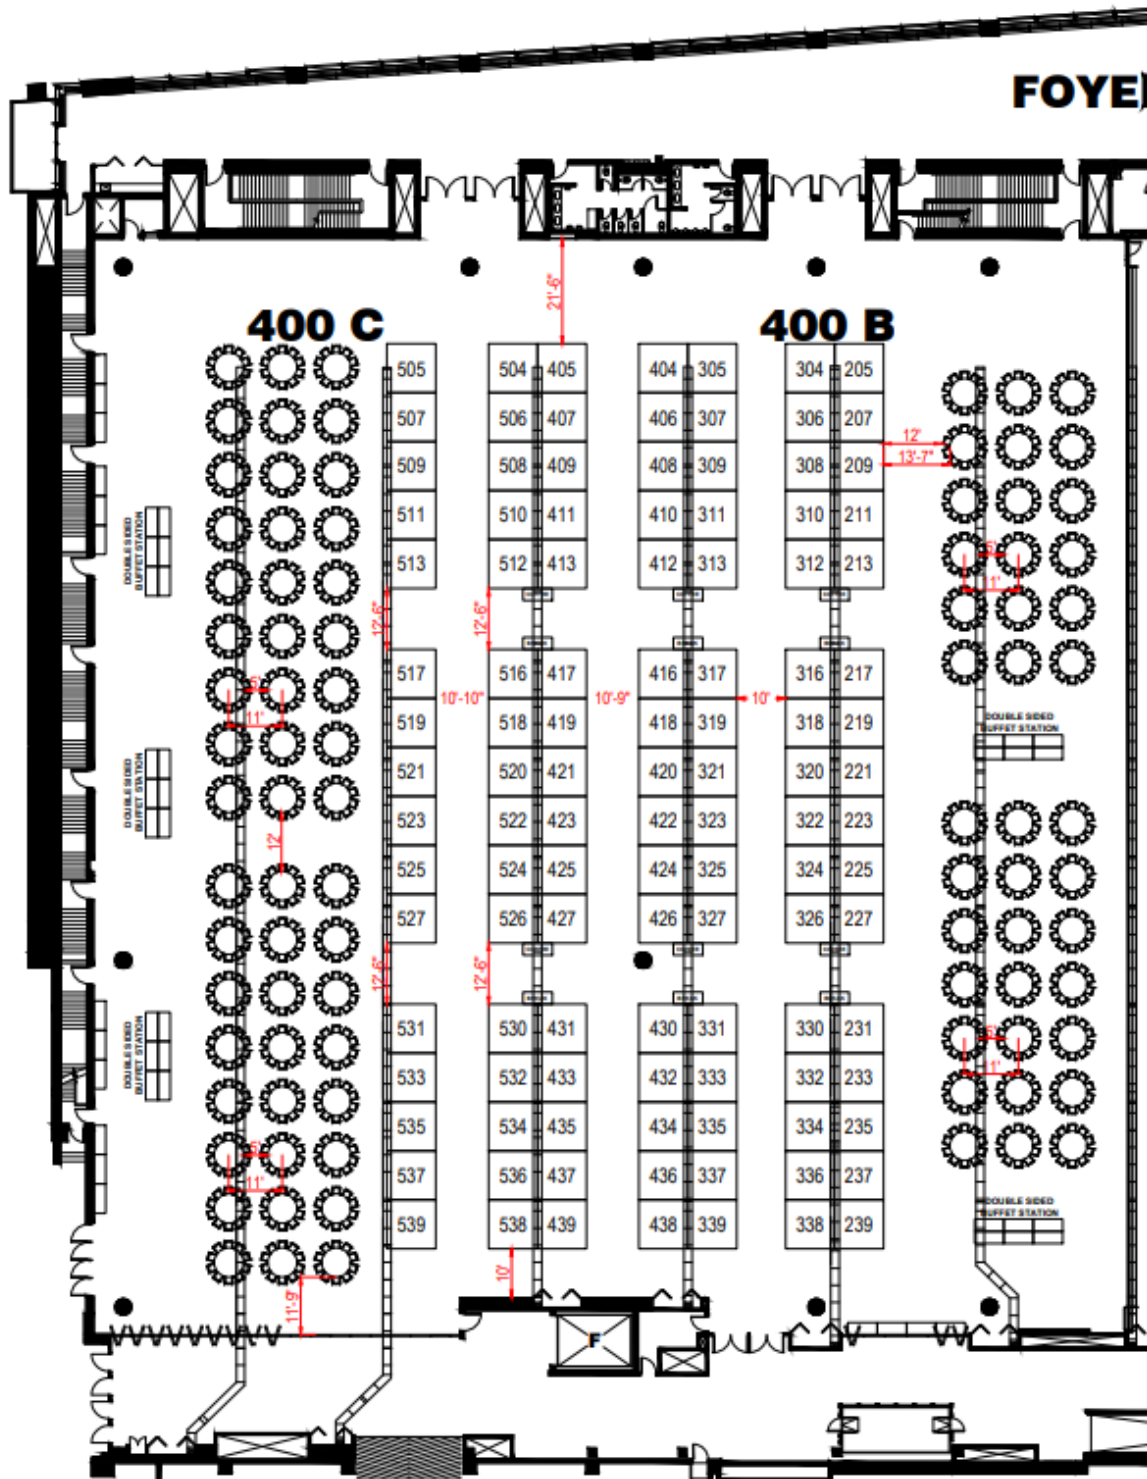 FOYE
21'-6"
400 C
400 B
505 504 405 404 305 304 205
507 506 407 406 307 306 207
12'
13'-7"
509 508 409 408 309 308 209
511 510 411 410 311 310 211
513 512 413 412 313 312 213
DOUBLE SIDED
BUFFET STATION
5'
11'
12'-6" 12'-6"
517 516 417 416 317 316 217
5'
11'
10'-10" 10'-9" 10'
519 518 419 418 319 318 219
DOUBLE SIDED
BUFFET STATION
521 520 421 420 321 320 221
DOUBLE SIDED
BUFFET STATION
12'
523 522 423 422 323 322 223
525 524 425 424 325 324 225
527 526 427 426 327 326 227
12'-6" 12'-6"
531 530 431 430 331 330 231
5'
11'
DOUBLE SIDED
BUFFET STATION
533 532 433 432 333 332 233
535 534 435 434 335 334 235
5'
11'
537 536 437 436 337 336 237
DOUBLE SIDED
BUFFET STATION
539 538 439 438 339 338 239
10'
11'-9"
F